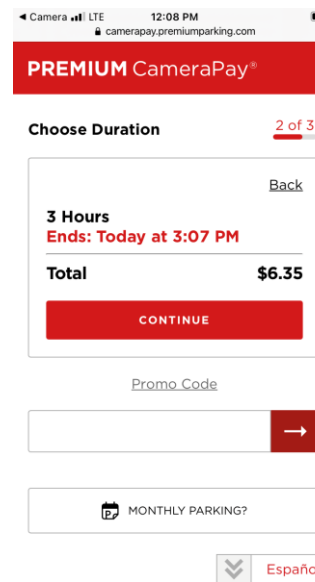 Camera LTE 12:08 PM
camerapay.premiumparking.com
PREMIUM CameraPay®
Choose Duration 2 of 3
Back
3 Hours
Ends: Today at 3:07 PM
Total $6.35
CONTINUE
Promo Code
MONTHLY PARKING?
Españo